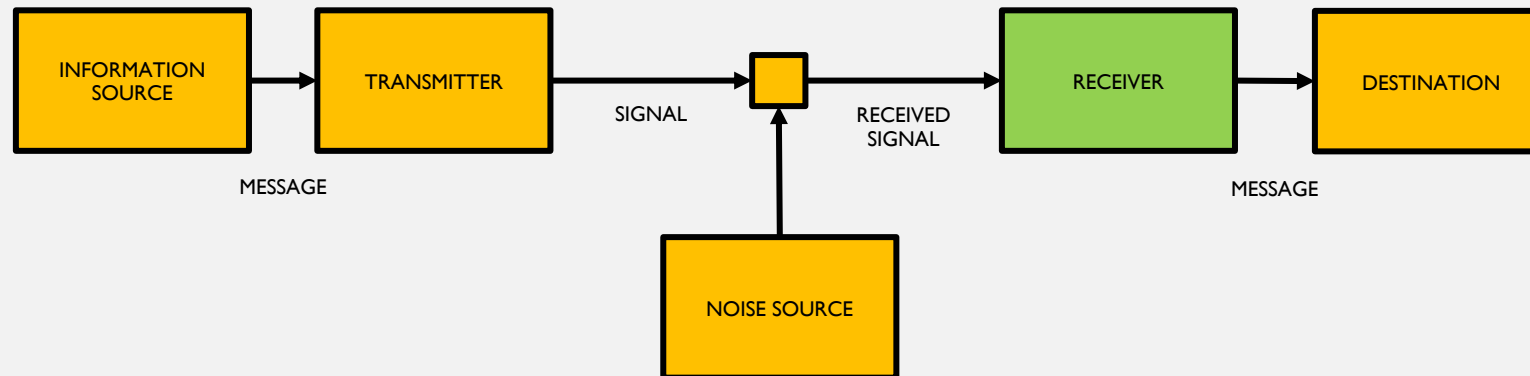 INFORMATION
SOURCE
TRANSMITTER
RECEIVER
DESTINATION
SIGNAL
RECEIVED
SIGNAL
MESSAGE
MESSAGE
NOISE SOURCE